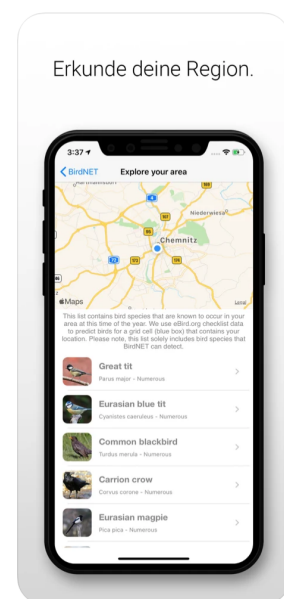 Erkunde deine Region.
3:37
BirdNET Explore your area
Niederwiesa
Chemnitz
Maps
Legal
This list contains bird species that are known to occur in your
area at this time of the year. We use eBird.org checklist data
to predict birds for a grid cell (blue box) that contains your
location. Please note, this list solely includes bird species that
BirdNET can detect.
Great tit
Parus major - Numerous
Eurasian blue tit
Cyanistes caeruleus - Numerous
Common blackbird
Turdus merula - Numerous
Carrion crow
Corvus corone - Numerous
Eurasian magpie
Pica pica - Numerous